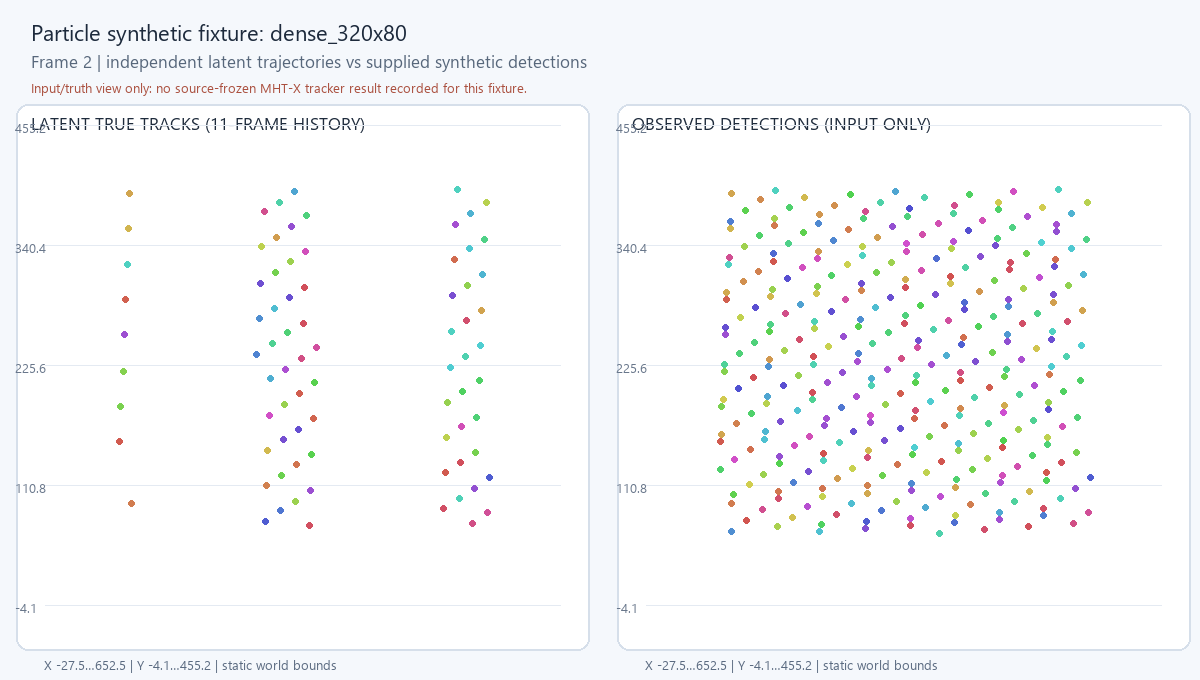 Particle synthetic fixture: dense_320x80
Frame 2 | independent latent trajectories vs supplied synthetic detections
Input/truth view only: no source-frozen MHT-X tracker result recorded for this fixture.
LATENT TRUE TRACKS (11-FRAME HISTORY)
455.2
340.4
225.6
110.8
-4.1
X -27.5...652.5 | Y -4.1...455.2 | static world bounds
OBSERVED DETECTIONS (INPUT ONLY)
455.2
340.4
225.6
110.8
-4.1
X -27.5...652.5 | Y -4.1...455.2 | static world bounds